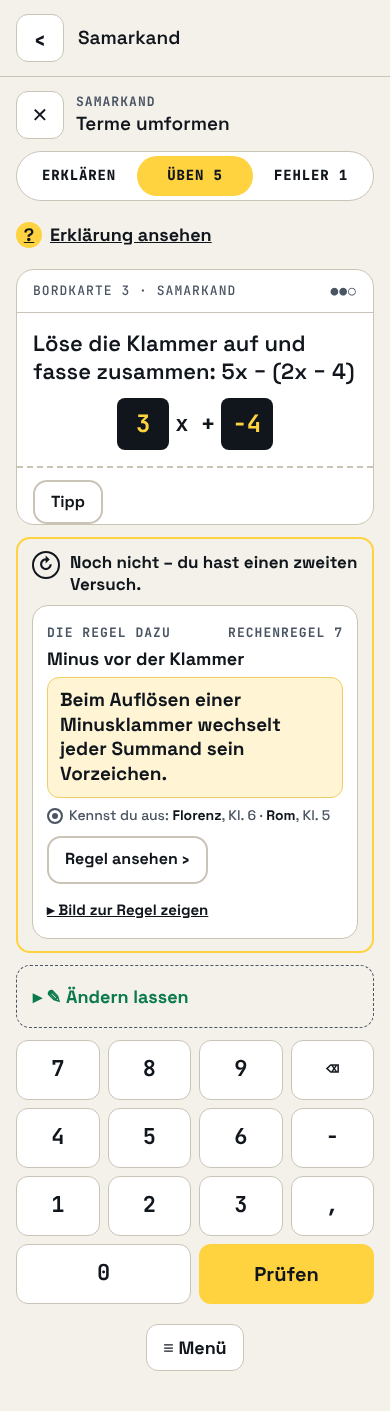 < Samarkand
✕ SAMARKAND
Terme umformen
ERKLÄREN ÜBEN 5 FEHLER 1
? Erklärung ansehen
BORDKARTE 3 · SAMARKAND ●●○
Löse die Klammer auf und
fasse zusammen: 5x − (2x − 4)
3 x + -4
Tipp
↻ Noch nicht – du hast einen zweiten
Versuch.
DIE REGEL DAZU RECHENREGEL 7
Minus vor der Klammer
Beim Auflösen einer
Minusklammer wechselt
jeder Summand sein
Vorzeichen.
Kennst du aus: Florenz, Kl. 6 · Rom, Kl. 5
Regel ansehen >
▸ Bild zur Regel zeigen
▸ ✎ Ändern lassen
7 8 9 ⌫
4 5 6 -
1 2 3 ,
0 Prüfen
≡ Menü